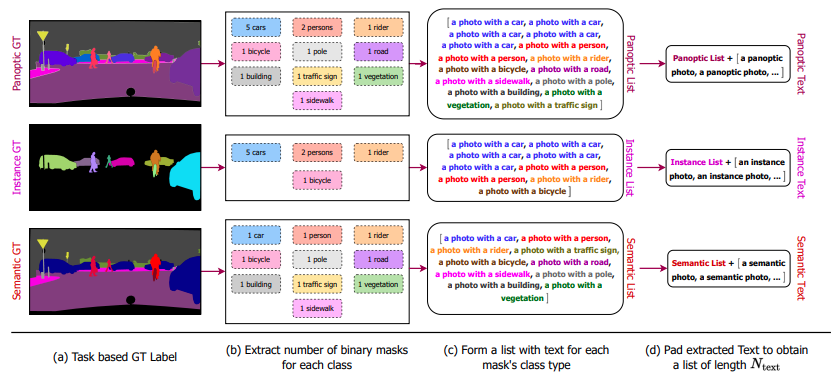 Panoptic GT
5 cars
2 persons
1 rider
1 bicycle
1 pole
1 road
1 building
1 traffic sign
1 vegetation
1 sidewalk
[ a photo with a car, a photo with a car,
a photo with a car, a photo with a car,
a photo with a car, a photo with a person,
a photo with a person, a photo with a rider,
a photo with a bicycle, a photo with a road,
a photo with a sidewalk, a photo with a pole,
a photo with a building, a photo with a
vegetation, a photo with a traffic sign ]
Panoptic List
Panoptic List + [ a panoptic
photo, a panoptic photo, ... ]
Panoptic Text
Instance GT
5 cars
2 persons
1 rider
1 bicycle
[ a photo with a car, a photo with a car,
a photo with a car, a photo with a car,
a photo with a car, a photo with a person,
a photo with a person, a photo with a rider,
a photo with a bicycle ]
Instance List
Instance List + [ an instance
photo, an instance photo, ... ]
Instance Text
Semantic GT
1 car
1 person
1 rider
1 bicycle
1 pole
1 road
1 building
1 traffic sign
1 vegetation
1 sidewalk
[ a photo with a car, a photo with a person,
a photo with a rider, a photo with a traffic sign,
a photo with a bicycle, a photo with a road,
a photo with a sidewalk, a photo with a pole,
a photo with a building, a photo with a
vegetation ]
Semantic List
Semantic List + [ a semantic
photo, a semantic photo, ... ]
Semantic Text
(a) Task based GT Label
(b) Extract number of binary masks
for each class
(c) Form a list with text for each
mask's class type
(d) Pad extracted Text to obtain
a list of length N_text